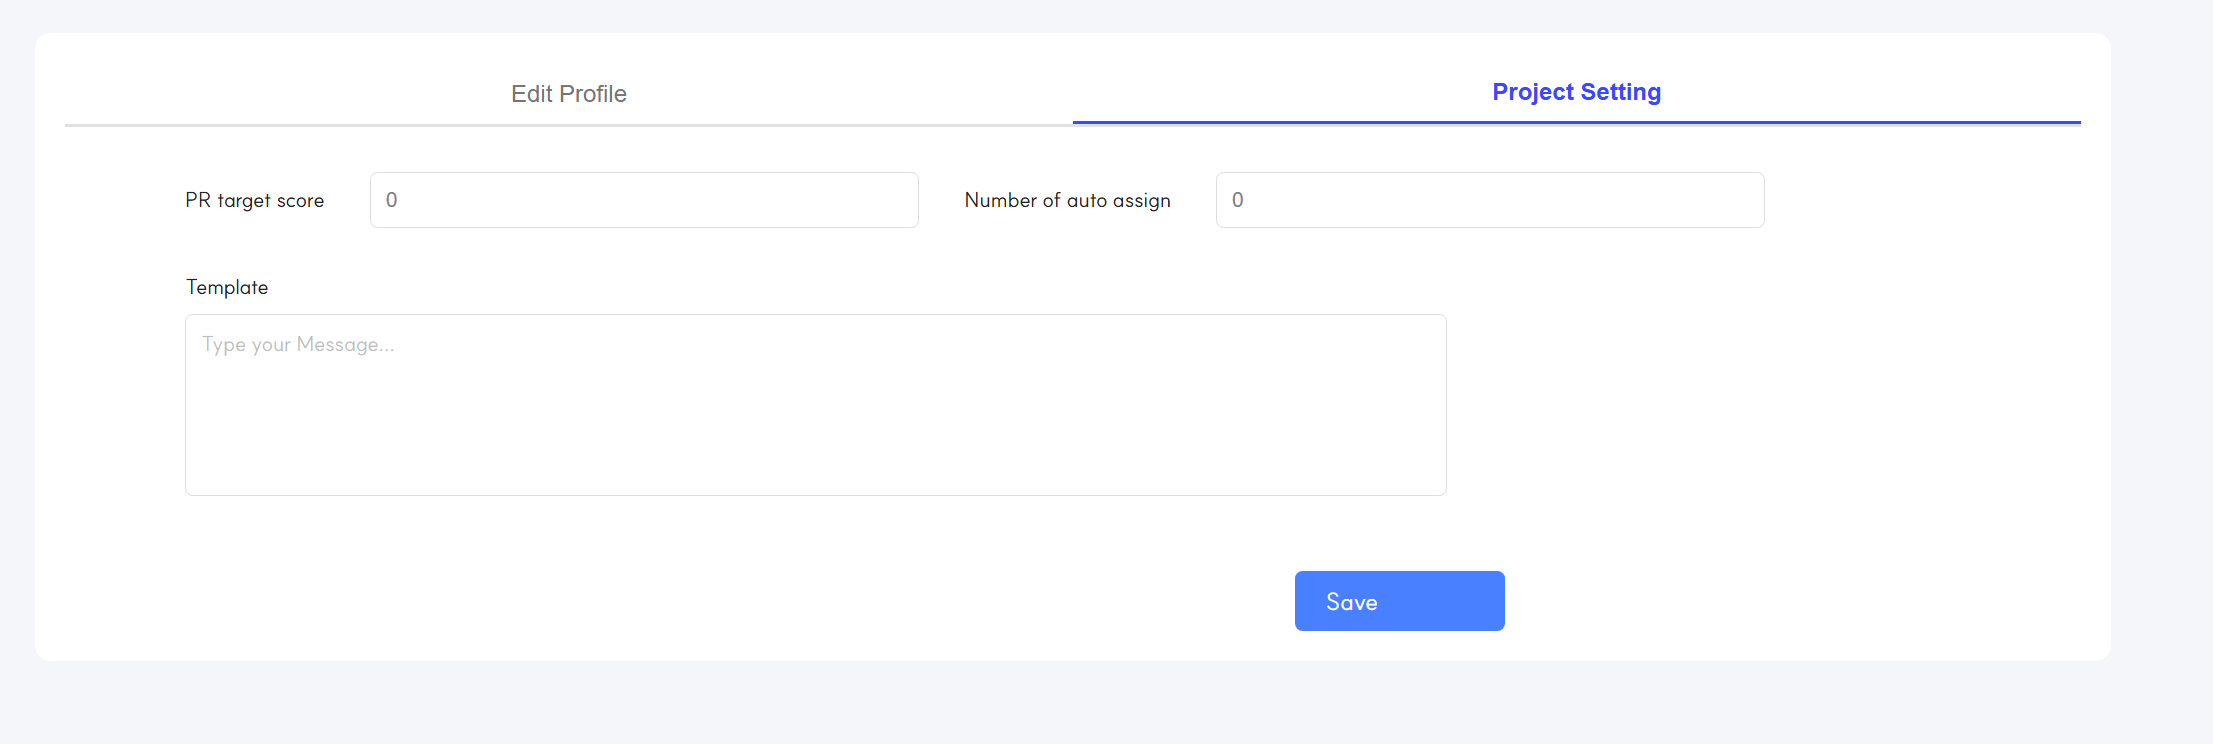 Edit Profile
Project Setting
PR target score
0
Number of auto assign
0
Template
Type your Message...
Save